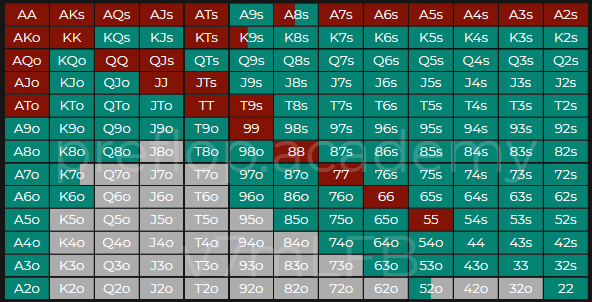 AA AKs AQs AJs ATs A9s A8s A7s A6s A5s A4s A3s A2s
AKo KK KQs KJs KTs K9s K8s K7s K6s K5s K4s K3s K2s
AQo KQo QQ QJs QTs Q9s Q8s Q7s Q6s Q5s Q4s Q3s Q2s
AJo KJo QJo JJ JTs J9s J8s J7s J6s J5s J4s J3s J2s
ATo KTo QTo JTo TT T9s T8s T7s T6s T5s T4s T3s T2s
A9o K9o Q9o J9o T9o 99 98s 97s 96s 95s 94s 93s 92s
A8o K8o Q8o J8o T8o 98o 88 87s 86s 85s 84s 83s 82s
preflop.academy
A7o K7o Q7o J7o T7o 97o 87o 77 76s 75s 74s 73s 72s
A6o K6o Q6o J6o T6o 96o 86o 76o 66 65s 64s 63s 62s
A5o K5o Q5o J5o T5o 95o 85o 75o 65o 55 54s 53s 52s
A4o K4o Q4o J4o T4o 94o 84o 74o 64o 54o 44 43s 42s
A3o K3o Q3o J3o T3o 93o 83o 73o 63o 53o 43o 33 32s
A2o K2o Q2o J2o T2o 92o 82o 72o 62o 52o 42o 32o 22